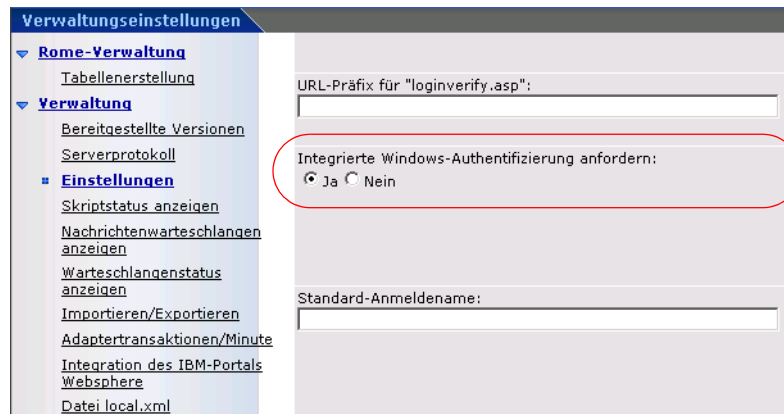 Verwaltungseinstellungen
Rome-Verwaltung
Tabellenerstellung
Verwaltung
Bereitgestellte Versionen
Serverprotokoll
Einstellungen
Skriptstatus anzeigen
Nachrichtenwarteschlangen
anzeigen
Warteschlangenstatus
anzeigen
Importieren/Exportieren
Adaptertransaktionen/Minute
Integration des IBM-Portals
Websphere
Datei local.xml
URL-Präfix für "loginverify.asp":
Integrierte Windows-Authentifizierung anfordern:
Ja Nein
Standard-Anmeldename: